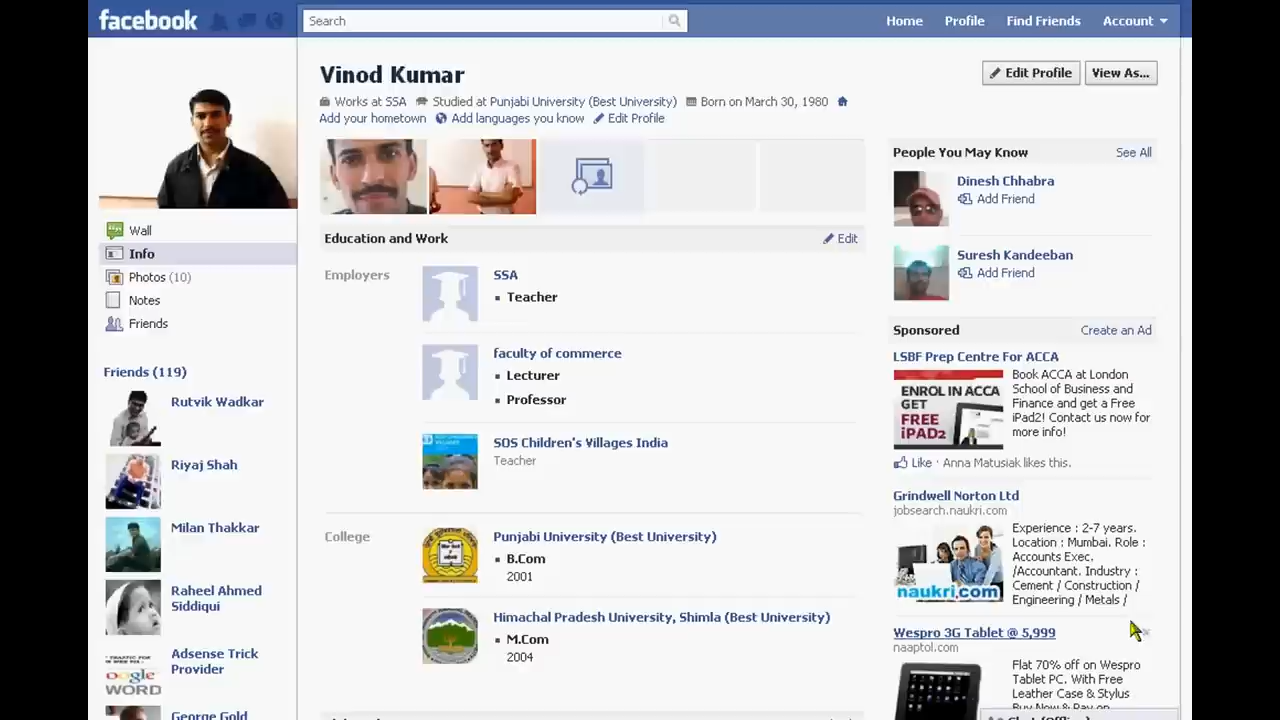 facebook
Search
Home Profile Find Friends Account
Vinod Kumar
Edit Profile View As...
Works at SSA Studied at Punjabi University (Best University) Born on March 30, 1980
Add your hometown Add languages you know Edit Profile
Wall
Info
Photos (10)
Notes
Friends
Friends (119)
Rutvik Wadkar
Riyaj Shah
Milan Thakkar
Raheel Ahmed
Siddiqui
Adsense Trick
Provider
George Gold
Education and Work
Edit
Employers
SSA
Teacher
faculty of commerce
Lecturer
Professor
SOS Children's Villages India
Teacher
College
Punjabi University (Best University)
B.Com
2001
Himachal Pradesh University, Shimla (Best University)
M.Com
2004
People You May Know
See All
Dinesh Chhabra
Add Friend
Suresh Kandeeban
Add Friend
Sponsored
Create an Ad
LSBF Prep Centre For ACCA
ENROL IN ACCA
GET
FREE
iPAD2
Book ACCA at London
School of Business and
Finance and get a Free
iPad2! Contact us now for
more info!
Like · Anna Matusiak likes this.
Grindwell Norton Ltd
jobsearch.naukri.com
naukri.com
Experience : 2-7 years.
Location : Mumbai. Role :
Accounts Exec.
/Accountant. Industry :
Cement / Construction /
Engineering / Metals /
Wespro 3G Tablet @ 5,999
naaptol.com
Flat 70% off on Wespro
Tablet PC. With Free
Leather Case & Stylus
Buy Now & Pay on
Chat (Offline)